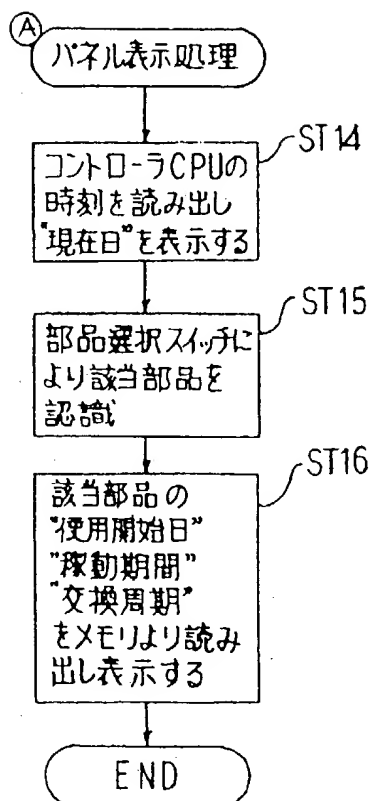 A
パネル表示処理
ST14
コントローラCPUの
時刻を読み出し
"現在日"を表示する
ST15
部品選択スイッチに
より該当部品を
認識
ST16
該当部品の
"使用開始日"
"稼動期間"
"交換周期"
をメモリより読み
出し表示する
END